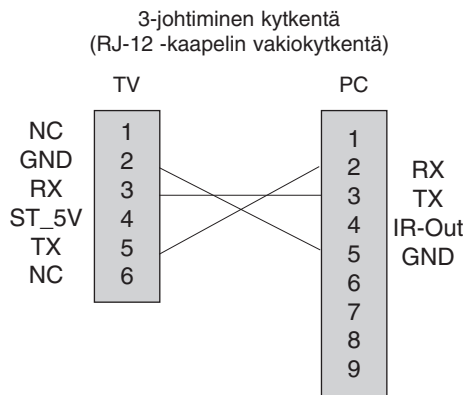 3-johtiminen kytkentä
(RJ-12 -kaapelin vakiokytkentä)
TV PC
NC 1
GND 2
RX 3
ST_5V 4
TX 5
NC 6
1
2 RX
3 TX
4 IR-Out
5 GND
6
7
8
9